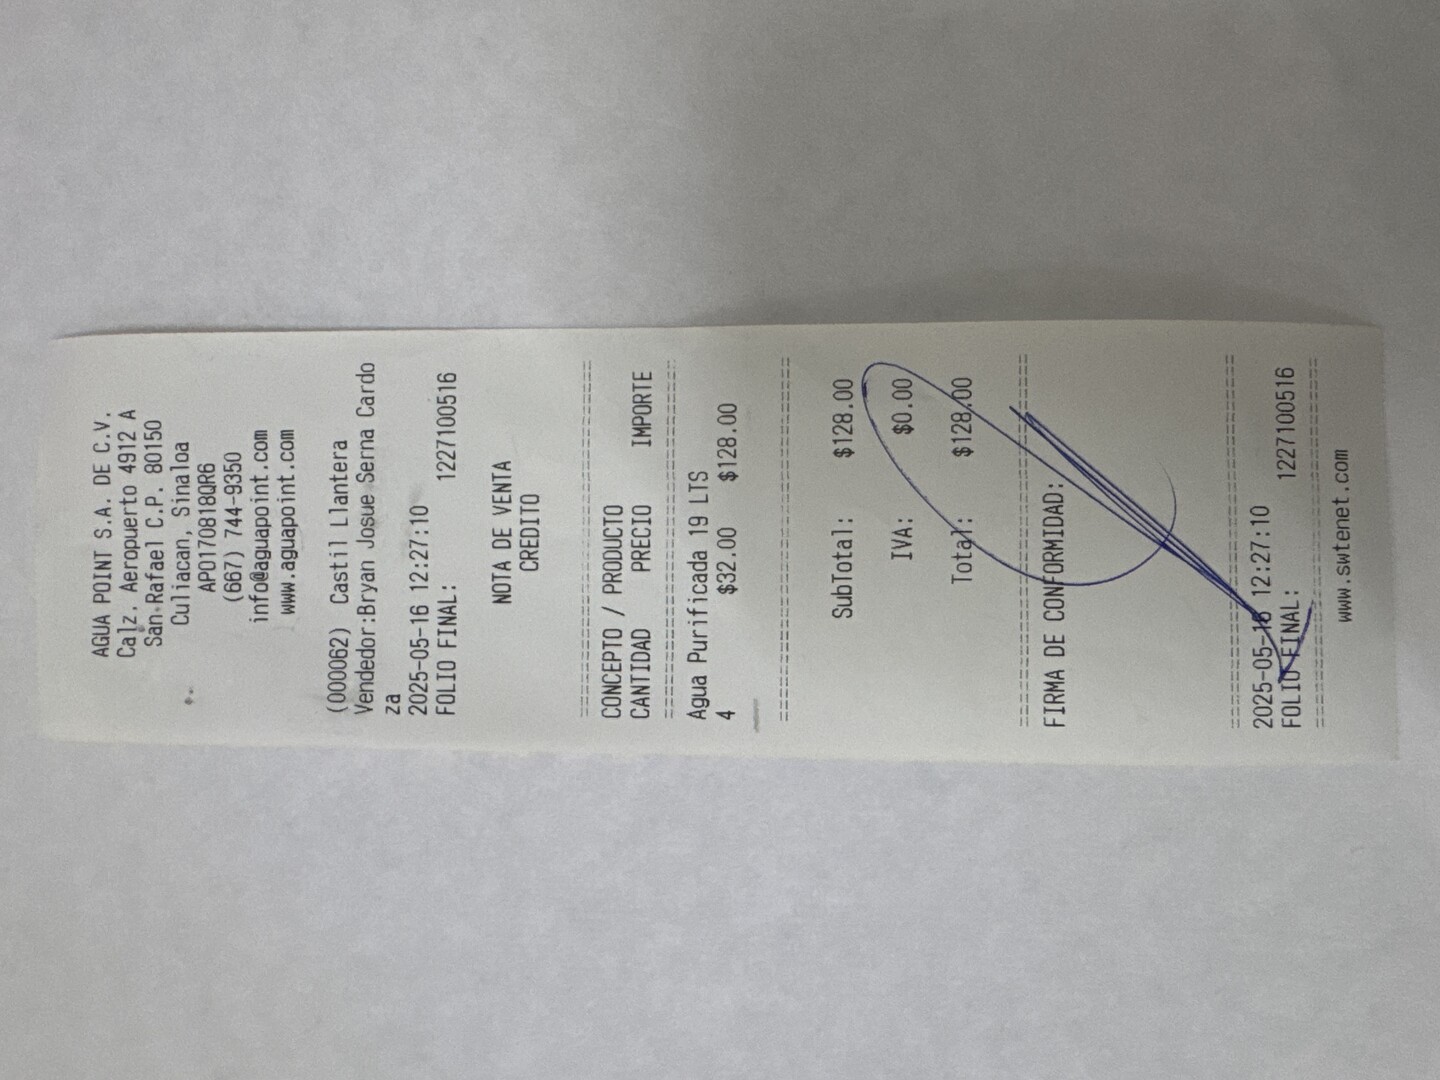 AGUA POINT S.A. DE C.V.
Calz. Aeropuerto 4912 A
San Rafael C.P. 80150
Culiacan, Sinaloa
APO170818QR6
(667) 744-9350
info@aguapoint.com
www.aguapoint.com
(000062) Castil Llantera
Vendedor:Bryan Josue Serna Cardo
za
2025-05-16 12:27:10
FOLIO FINAL: 1227100516
NOTA DE VENTA
CREDITO
================================
CONCEPTO / PRODUCTO
CANTIDAD PRECIO IMPORTE
================================
Agua Purificada 19 LTS
4 $32.00 $128.00
================================
SubTotal: $128.00
IVA: $0.00
Total: $128.00
================================
FIRMA DE CONFORMIDAD:
================================
2025-05-16 12:27:10
FOLIO FINAL: 1227100516
================================
www.swtenet.com